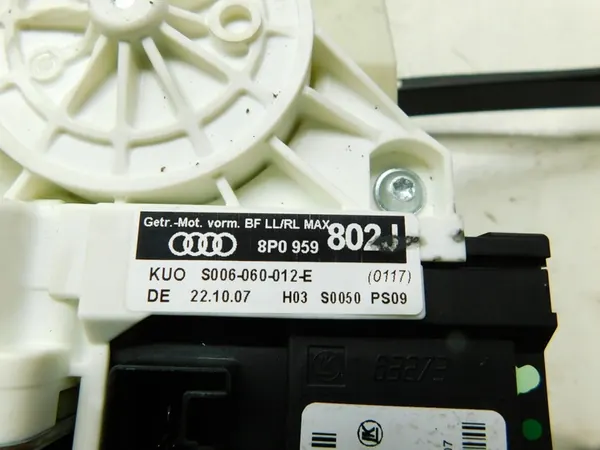 Getr.-Mot. vorm. BF LL/RL MAX
8P0 959 802J
KUO S006-060-012-E (0117)
DE 22.10.07 H03 S0050 PS09
07